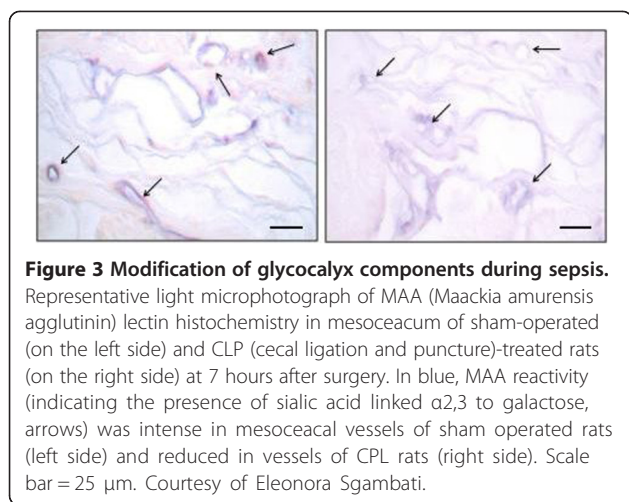 Figure 3 Modification of glycocalyx components during sepsis.
Representative light microphotograph of MAA (Maackia amurensis
agglutinin) lectin histochemistry in mesoceacum of sham-operated
(on the left side) and CLP (cecal ligation and puncture)-treated rats
(on the right side) at 7 hours after surgery. In blue, MAA reactivity
(indicating the presence of sialic acid linked α2,3 to galactose,
arrows) was intense in mesoceacal vessels of sham operated rats
(left side) and reduced in vessels of CPL rats (right side). Scale
bar = 25 μm. Courtesy of Eleonora Sgambati.